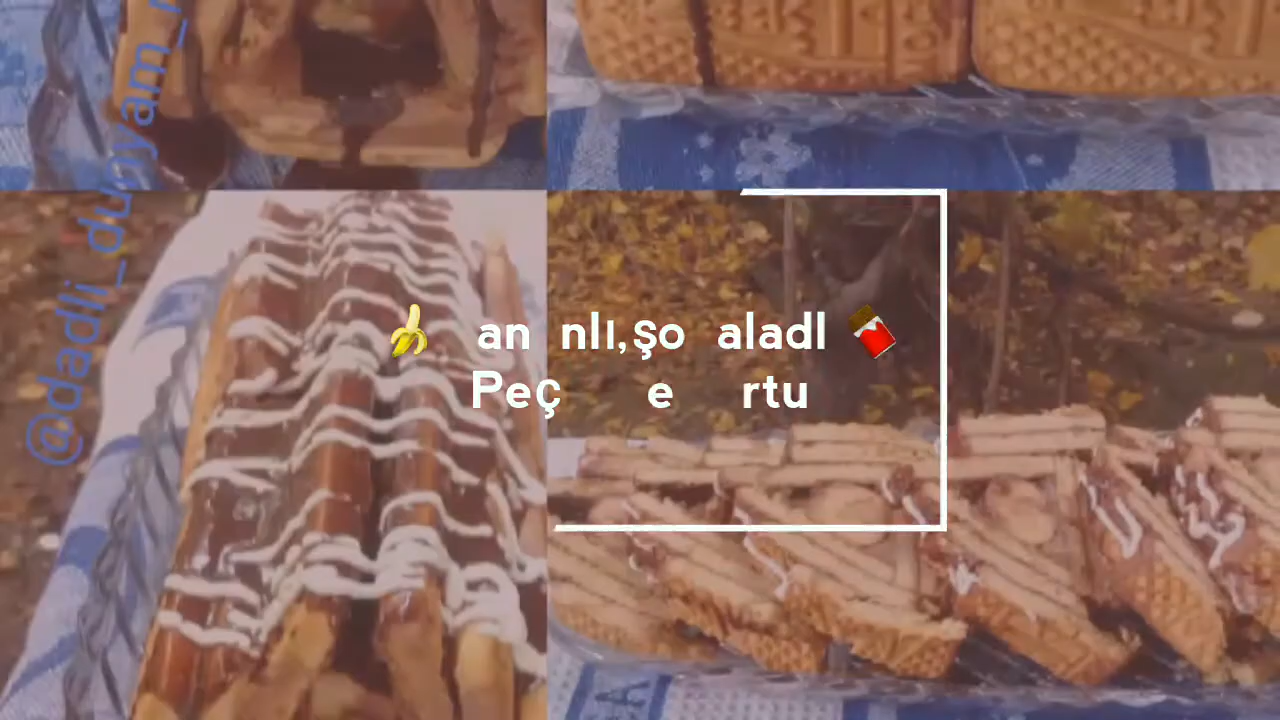 @dadli_dunyam_
🍌 an nlı,şo aladl 🍫
Peç e rtu